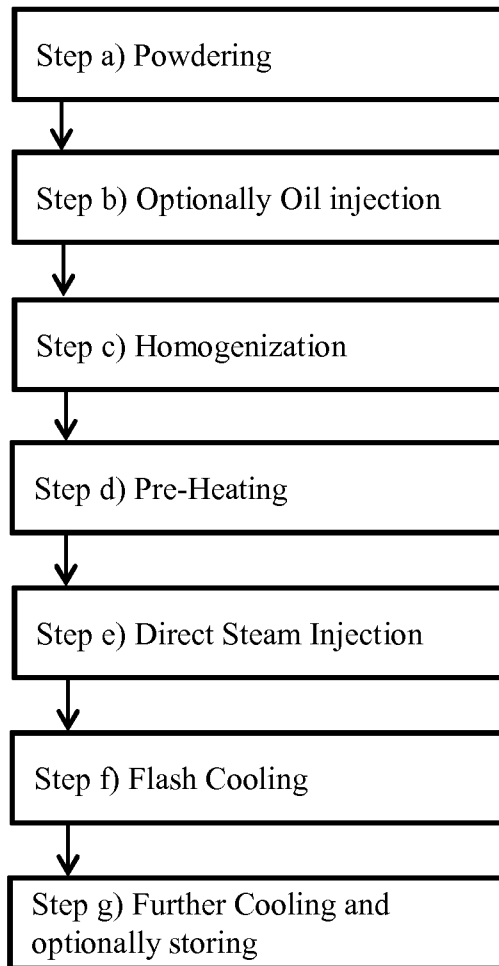 Step a) Powdering
Step b) Optionally Oil injection
Step c) Homogenization
Step d) Pre-Heating
Step e) Direct Steam Injection
Step f) Flash Cooling
Step g) Further Cooling and
optionally storing